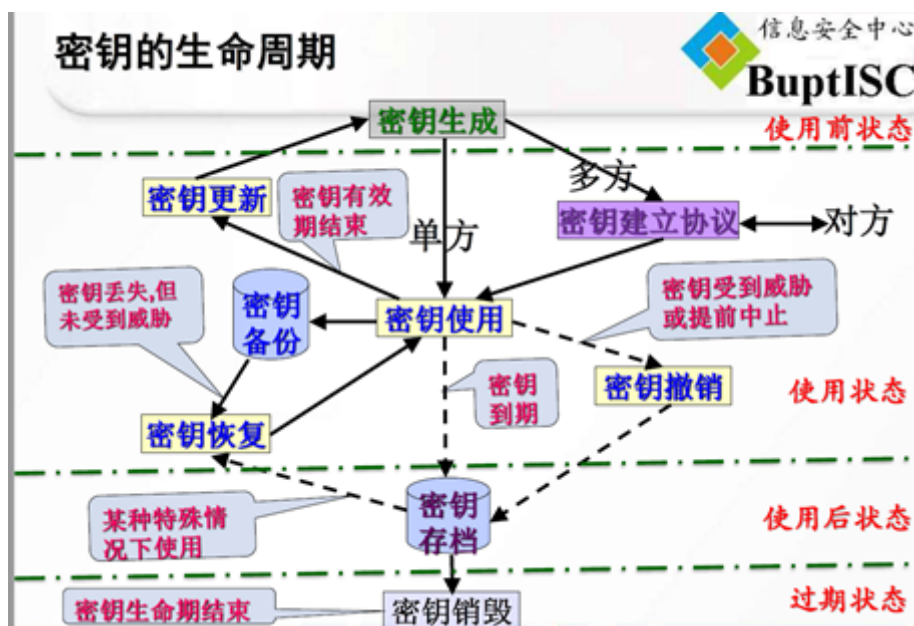 密钥的生命周期
信息安全中心
BuptISC
密钥生成
使用前状态
多方
密钥更新
密钥有效
期结束
单方
密钥建立协议
对方
密钥丢失,但
未受到威胁
密钥
备份
密钥使用
密钥受到威胁
或提前中止
密钥
到期
密钥撤销
使用状态
密钥恢复
某种特殊情
况下使用
密钥
存档
使用后状态
密钥生命期结束
密钥销毁
过期状态